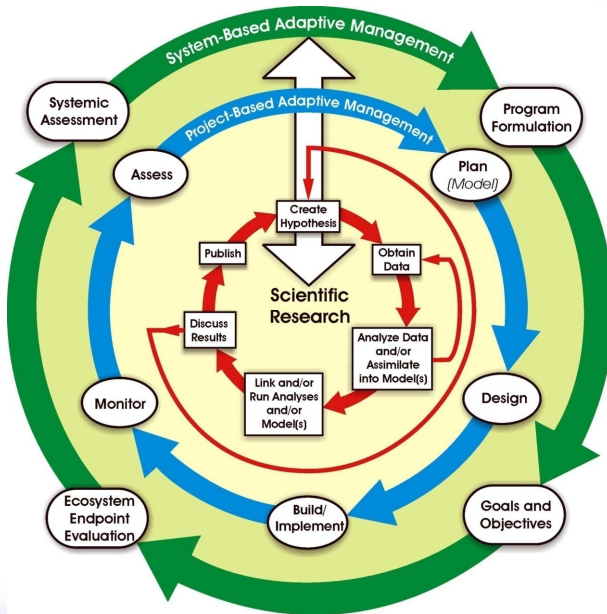 System-Based Adaptive Management
Systemic
Assessment
Program
Formulation
Project-Based Adaptive Management
Assess
Plan
(Model)
Create
Hypothesis
Publish
Obtain
Data
Scientific
Research
Discuss
Results
Analyze Data
and/or
Assimilate
into Model(s)
Link and/or
Run Analyses
and/or
Model(s)
Monitor
Design
Ecosystem
Endpoint
Evaluation
Build/
Implement
Goals and
Objectives